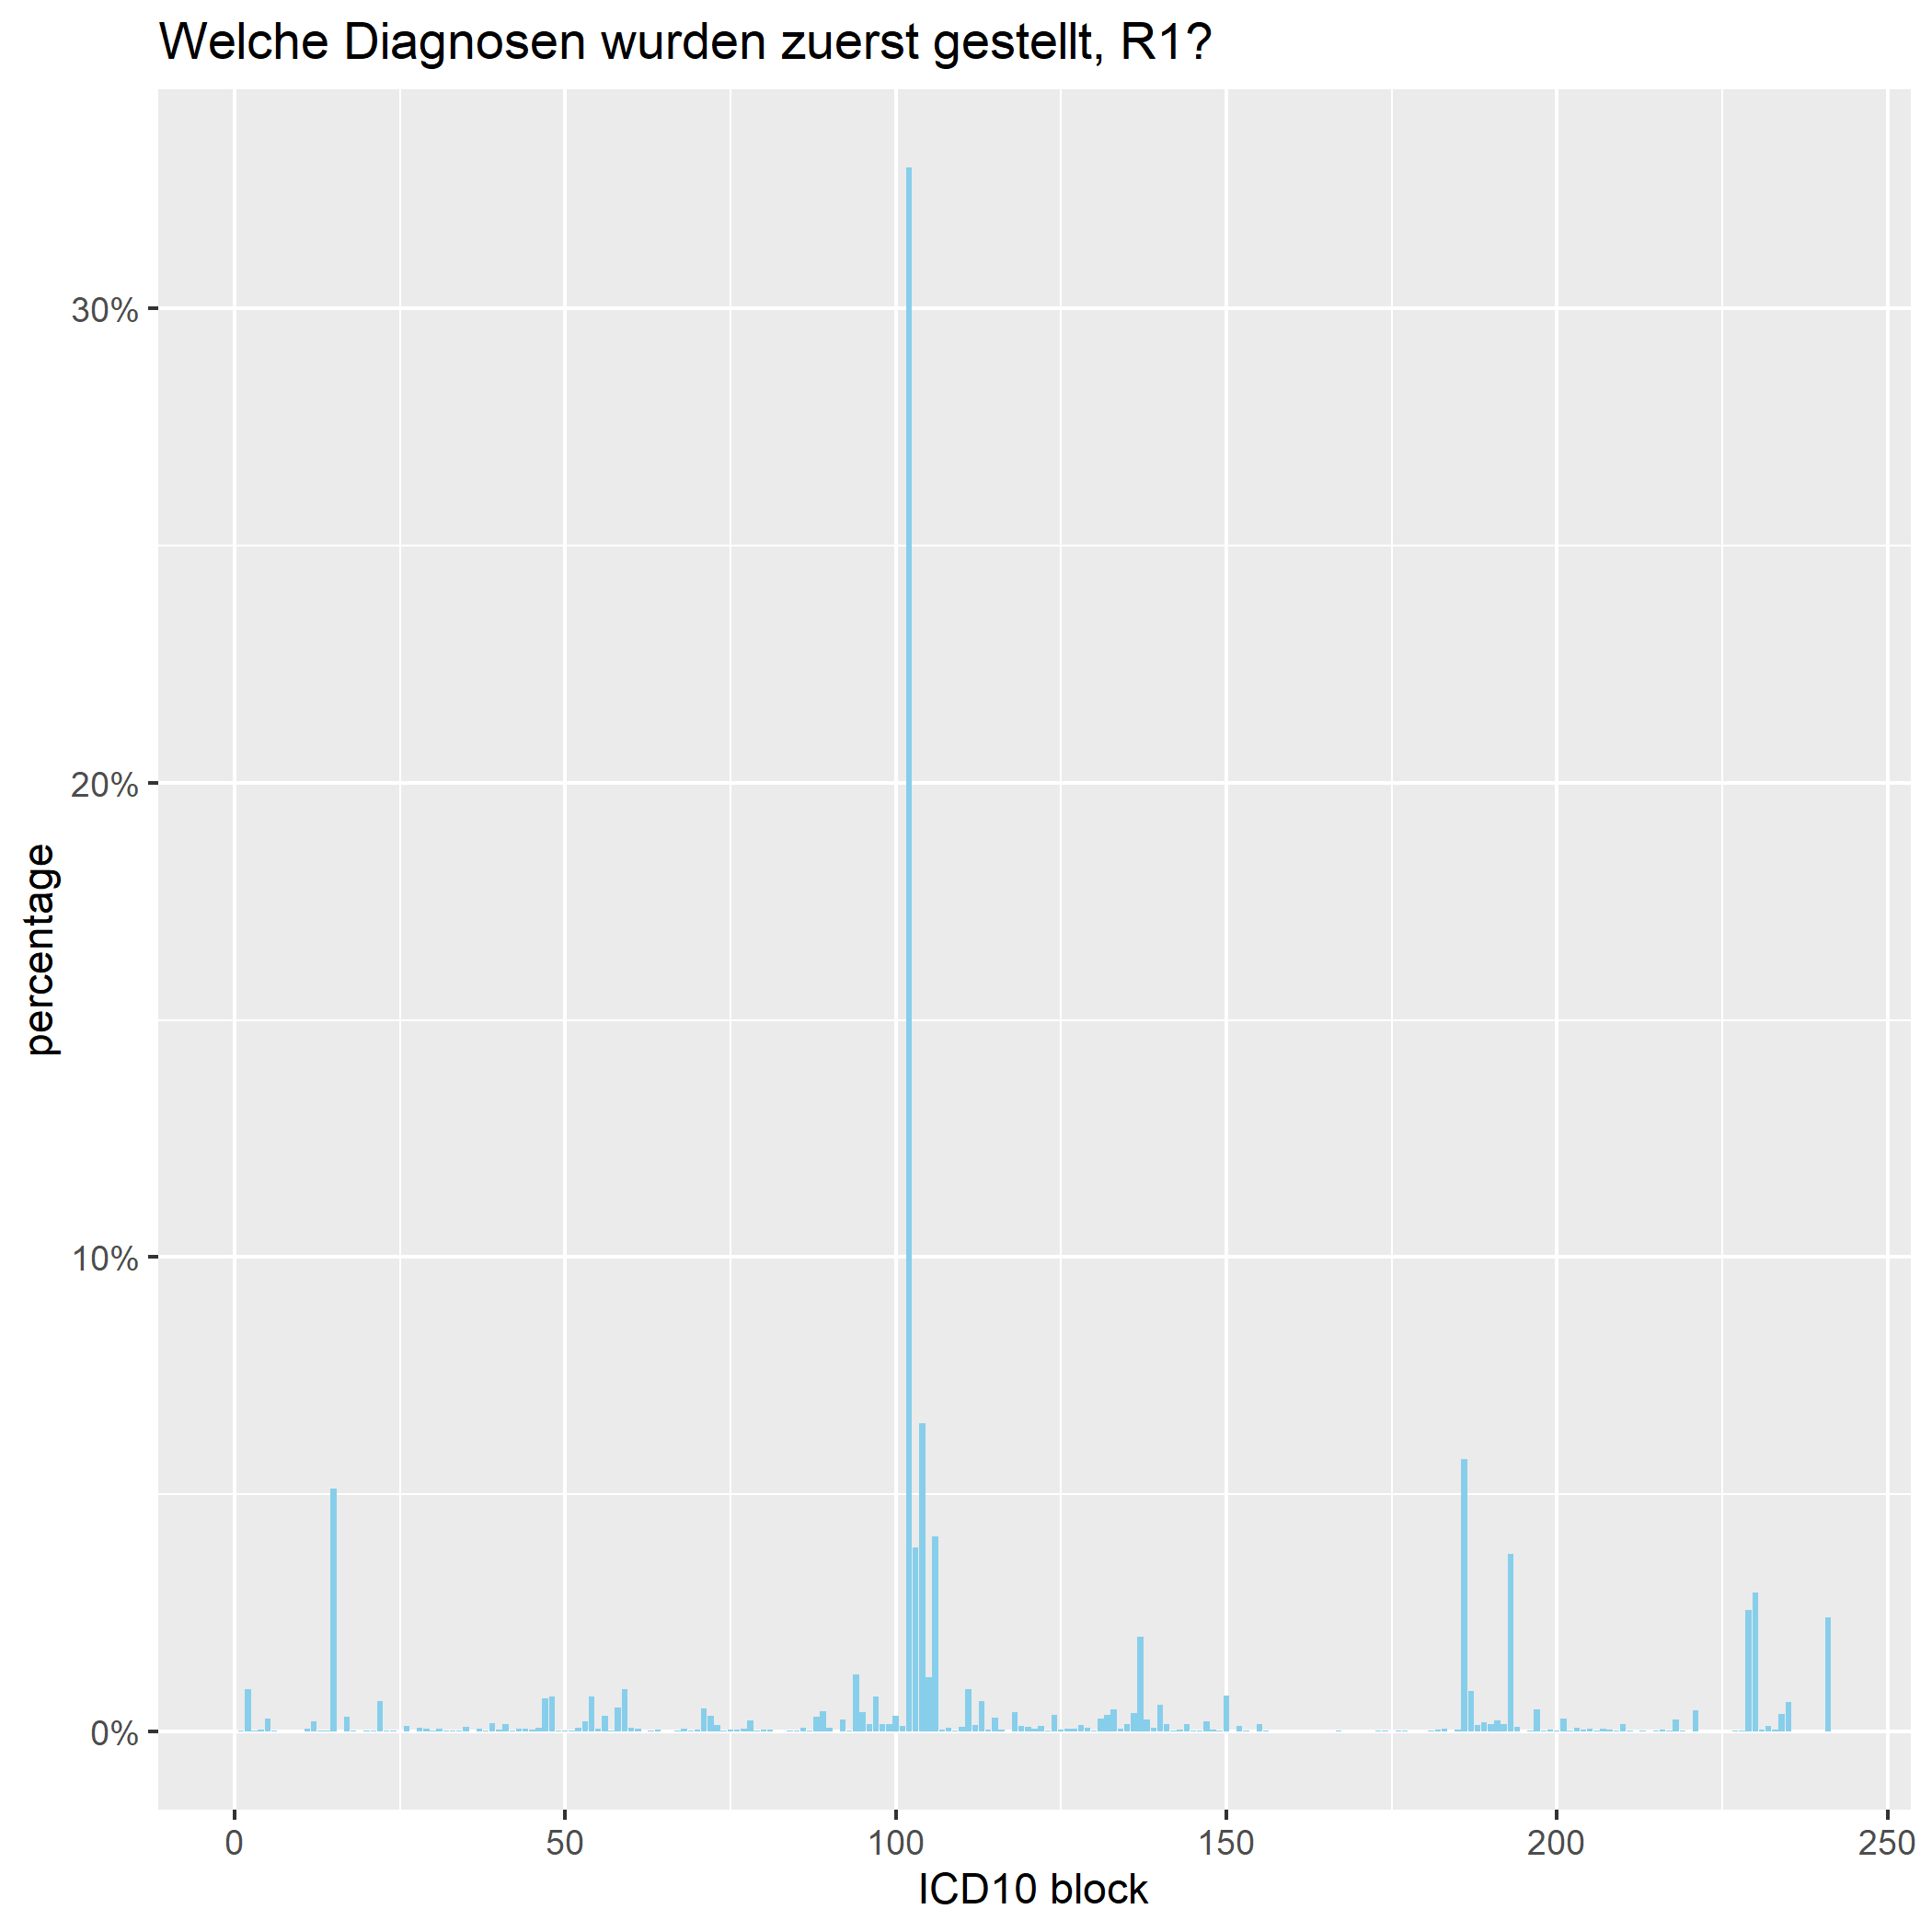 Welche Diagnosen wurden zuerst gestellt, R1?
30%
20%
10%
0%
percentage
0 50 100 150 200 250
ICD10 block